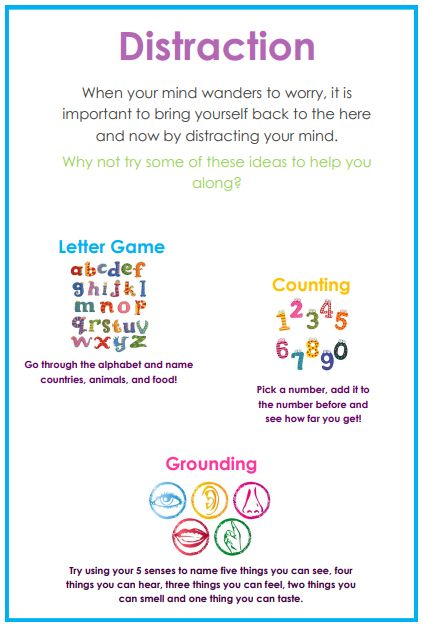 Distraction
When your mind wanders to worry, it is
important to bring yourself back to the here
and now by distracting your mind.
Why not try some of these ideas to help you
along?
Letter Game
abcdef
ghijkl
mnop
qrstuv
wxyz
Go through the alphabet and name
countries, animals, and food!
Counting
12345
67890
Pick a number, add it to
the number before and
see how far you get!
Grounding
Try using your 5 senses to name five things you can see, four
things you can hear, three things you can feel, two things you
can smell and one thing you can taste.